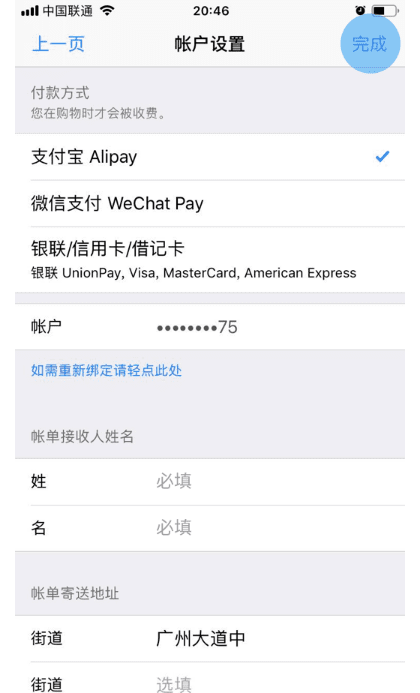 中国联通 20:46
上一页 帐户设置 完成
付款方式
您在购物时才会被收费。
支付宝 Alipay
微信支付 WeChat Pay
银联/信用卡/借记卡
银联 UnionPay, Visa, MasterCard, American Express
帐户 ••••••••75
如需重新绑定请轻点此处
帐单接收人姓名
姓 必填
名 必填
帐单寄送地址
街道 广州大道中
街道 选填